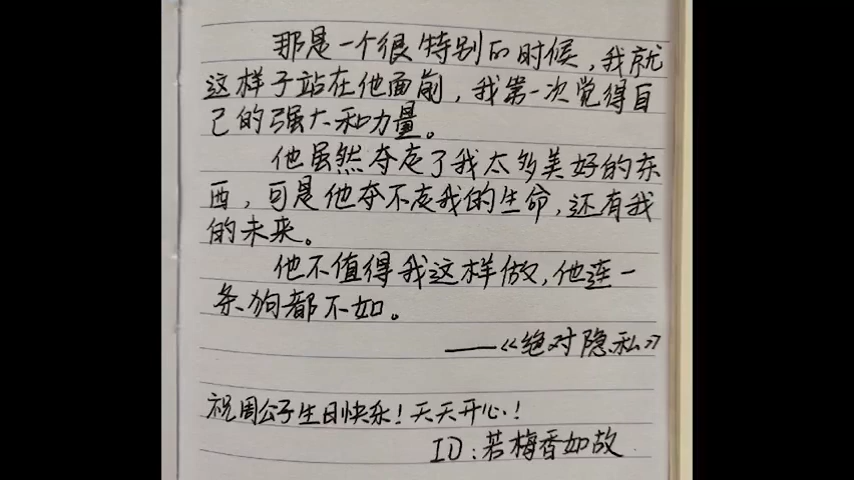 那是一个很特别的时候，我就
这样子站在他面前，我第一次觉得自
己的强大和力量。
他虽然夺走了我太多美好的东
西，可是他夺不走我的生命，还有我
的未来。
他不值得我这样做，他连一
条狗都不如。
——《绝对隐私》
祝周公子生日快乐！天天开心！
ID：若梅香如故